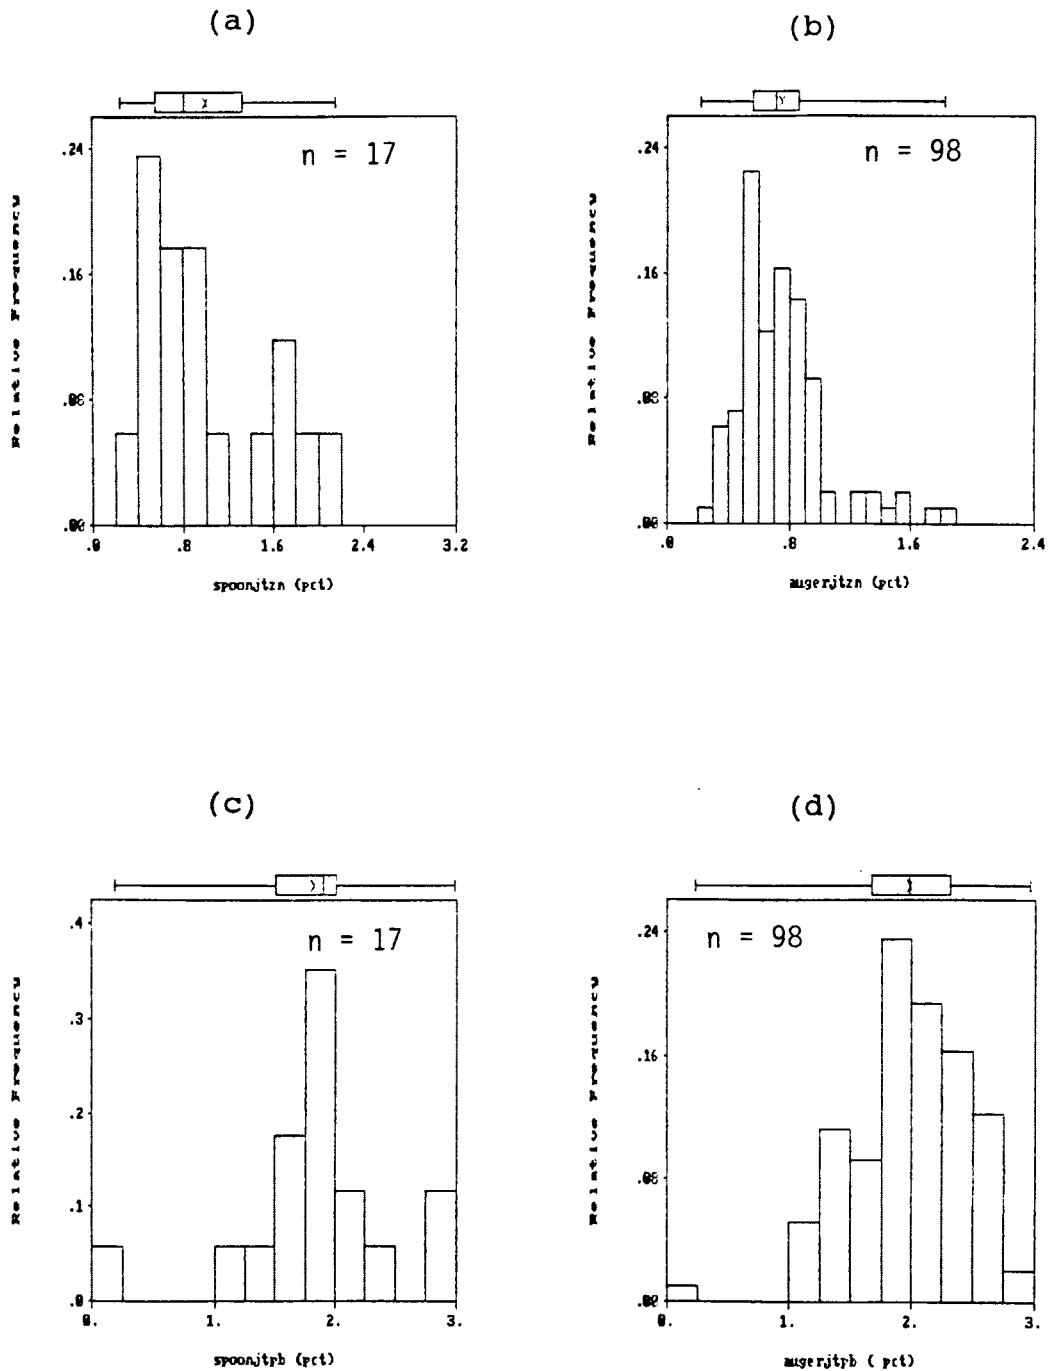 (a)
(b)
n = 17
n = 98
.24
.16
.08
.00
Relative Frequency
.0 .8 1.6 2.4 3.2
spoonjtzn (pct)
.24
.16
.08
.00
Relative Frequency
.0 .8 1.6 2.4
augerjtzn (pct)
(c)
(d)
n = 17
n = 98
.4
.3
.2
.1
.0
Relative Frequency
0. 1. 2. 3.
spoonjtpb (pct)
.24
.16
.08
.00
Relative Frequency
0. 1. 2. 3.
augerjtpb ( pct)